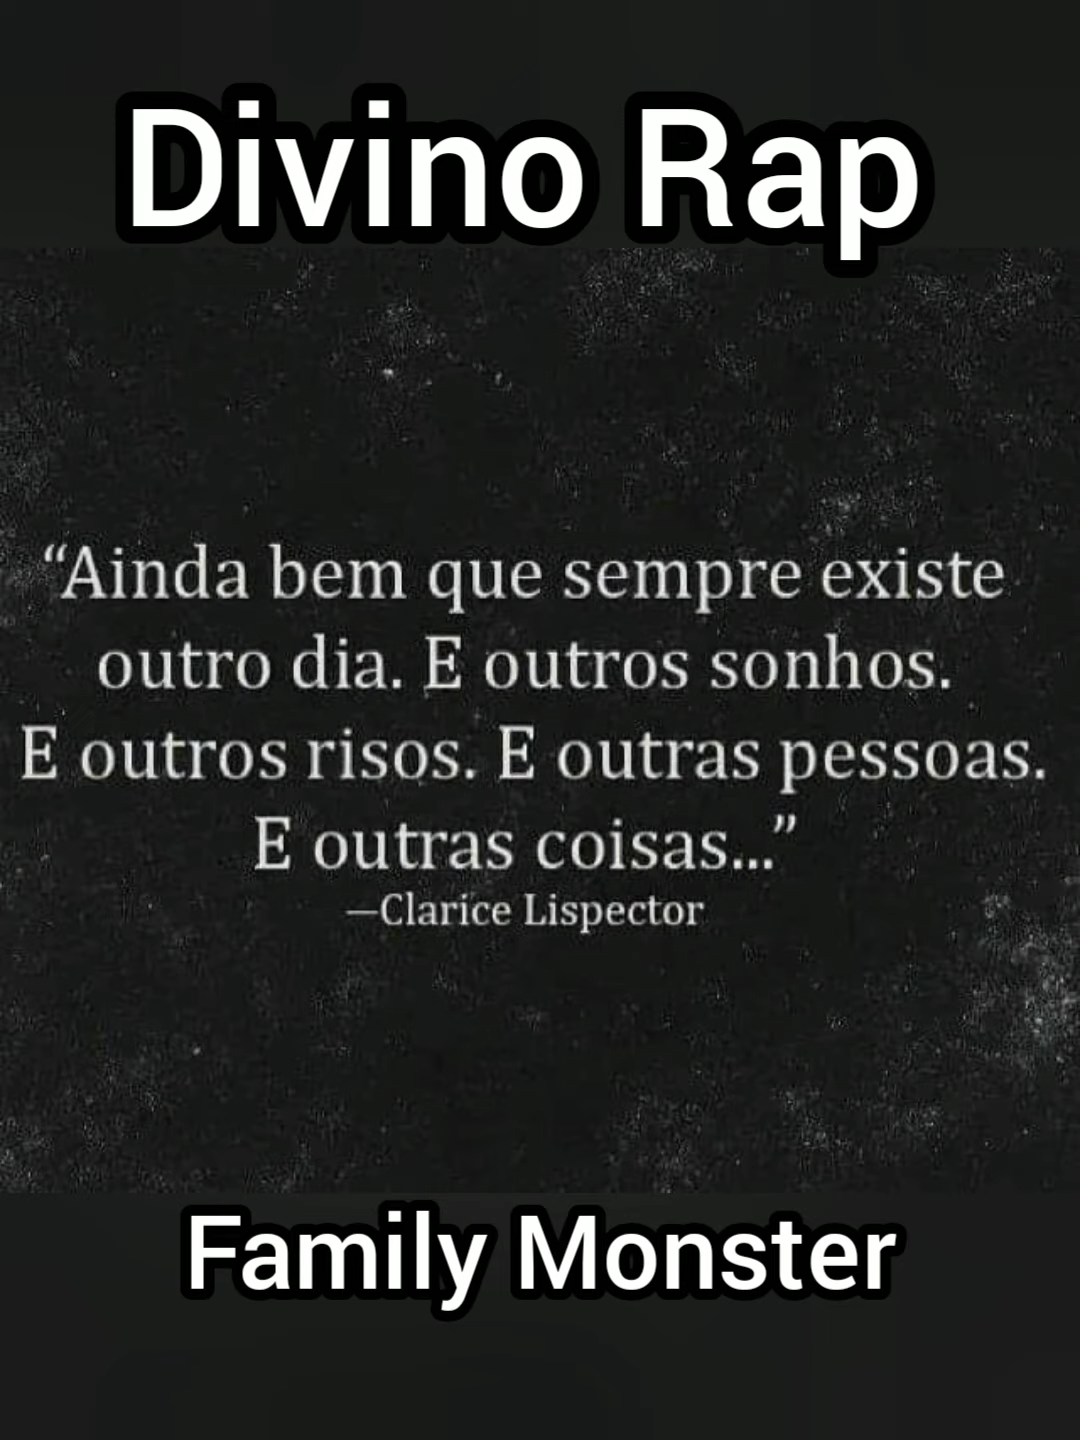 Divino Rap
“Ainda bem que sempre existe
outro dia. E outros sonhos.
E outros risos. E outras pessoas.
E outras coisas...”
—Clarice Lispector
Family Monster